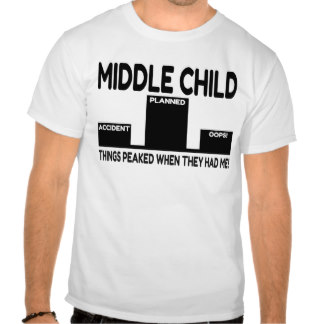 MIDDLE CHILD
PLANNED
ACCIDENT
OOPS!
THINGS PEAKED WHEN THEY HAD ME!